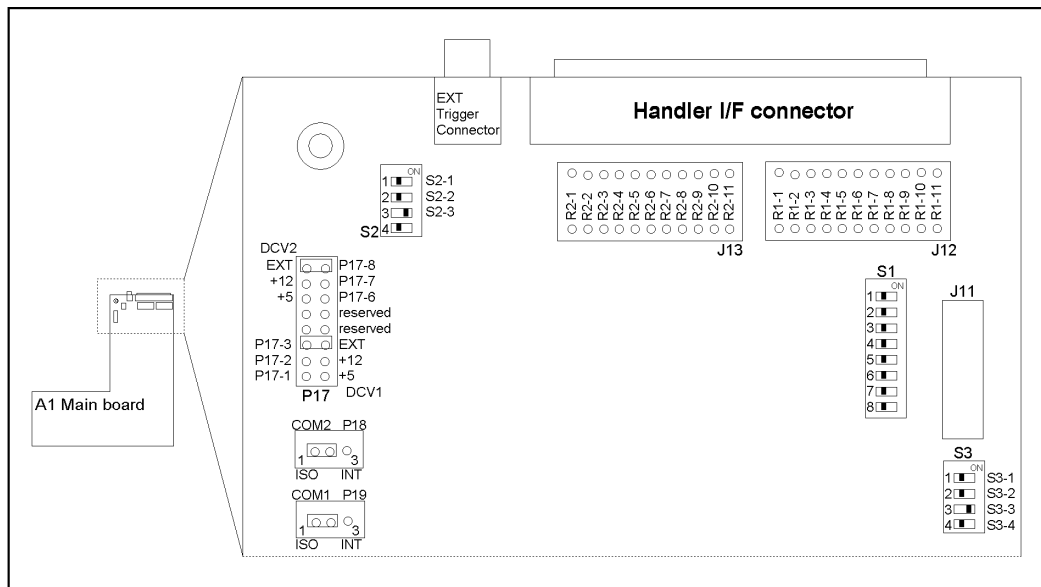 EXT
Trigger
Connector
Handler I/F connector
ON
1 S2-1
2 S2-2
3 S2-3
4
S2
R2-1 R2-2 R2-3 R2-4 R2-5 R2-6 R2-7 R2-8 R2-9 R2-10 R2-11
J13
R1-1 R1-2 R1-3 R1-4 R1-5 R1-6 R1-7 R1-8 R1-9 R1-10 R1-11
J12
DCV2
EXT P17-8
+12 P17-7
+5 P17-6
reserved
reserved
P17-3 EXT
P17-2 +12
P17-1 +5
P17 DCV1
S1
ON
1
2
3
4
5
6
7
8
J11
A1 Main board
COM2 P18
1 3
ISO INT
COM1 P19
1 3
ISO INT
S3
ON
1 S3-1
2 S3-2
3 S3-3
4 S3-4